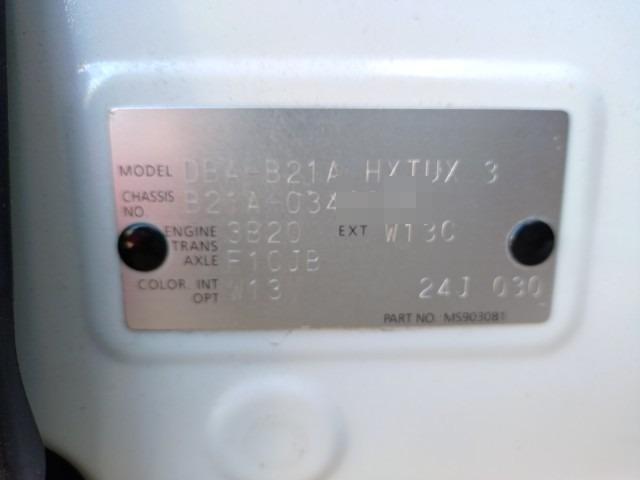 MODEL DBA-B21A HXTUX 3
CHASSIS NO. B21A-034
ENGINE 3B20 EXT W13C
TRANS AXLE F1CJB
COLOR. INT W13 24J 030
OPT
PART NO. MS903081